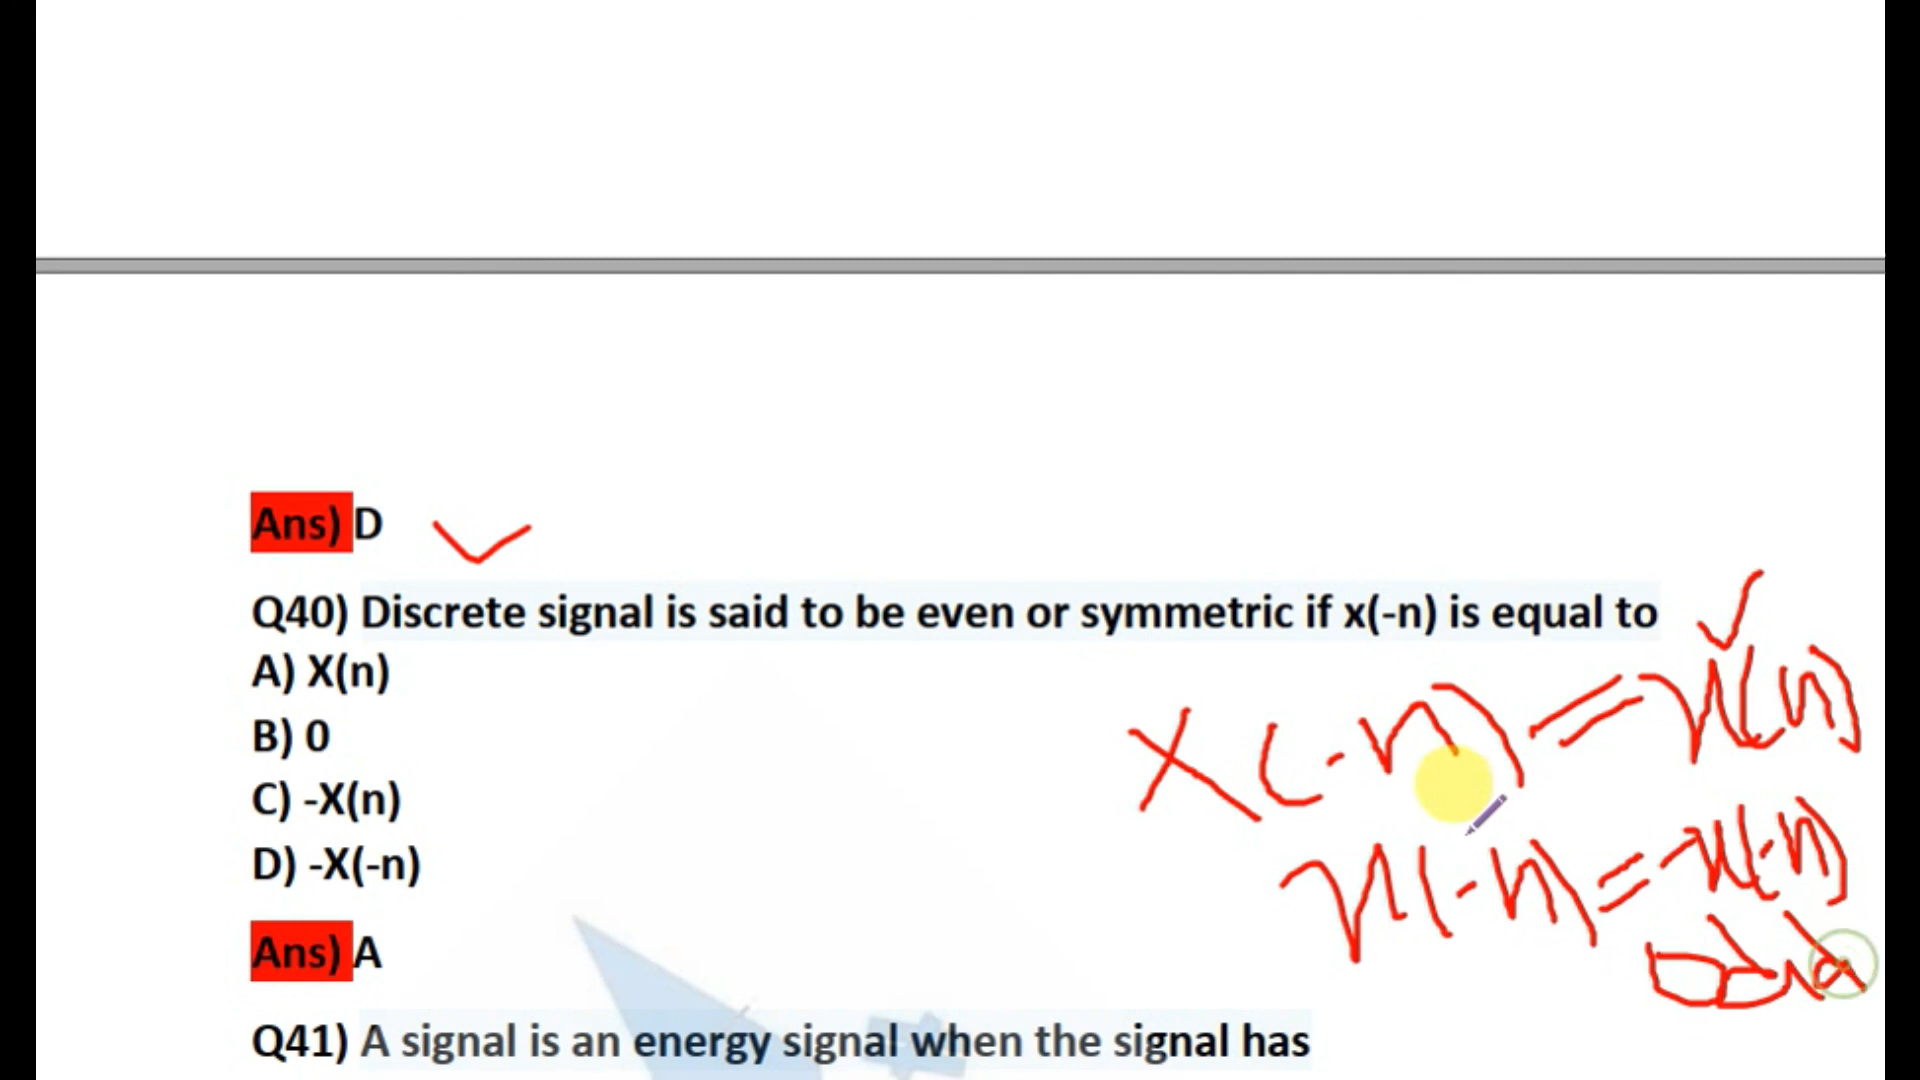 Ans) D
Q40) Discrete signal is said to be even or symmetric if x(-n) is equal to
A) X(n)
x(-n) = x(n)
B) 0
C) -X(n)
D) -X(-n)
x(-n) = x(-n)
Ans) A
Odd
Q41) A signal is an energy signal when the signal has